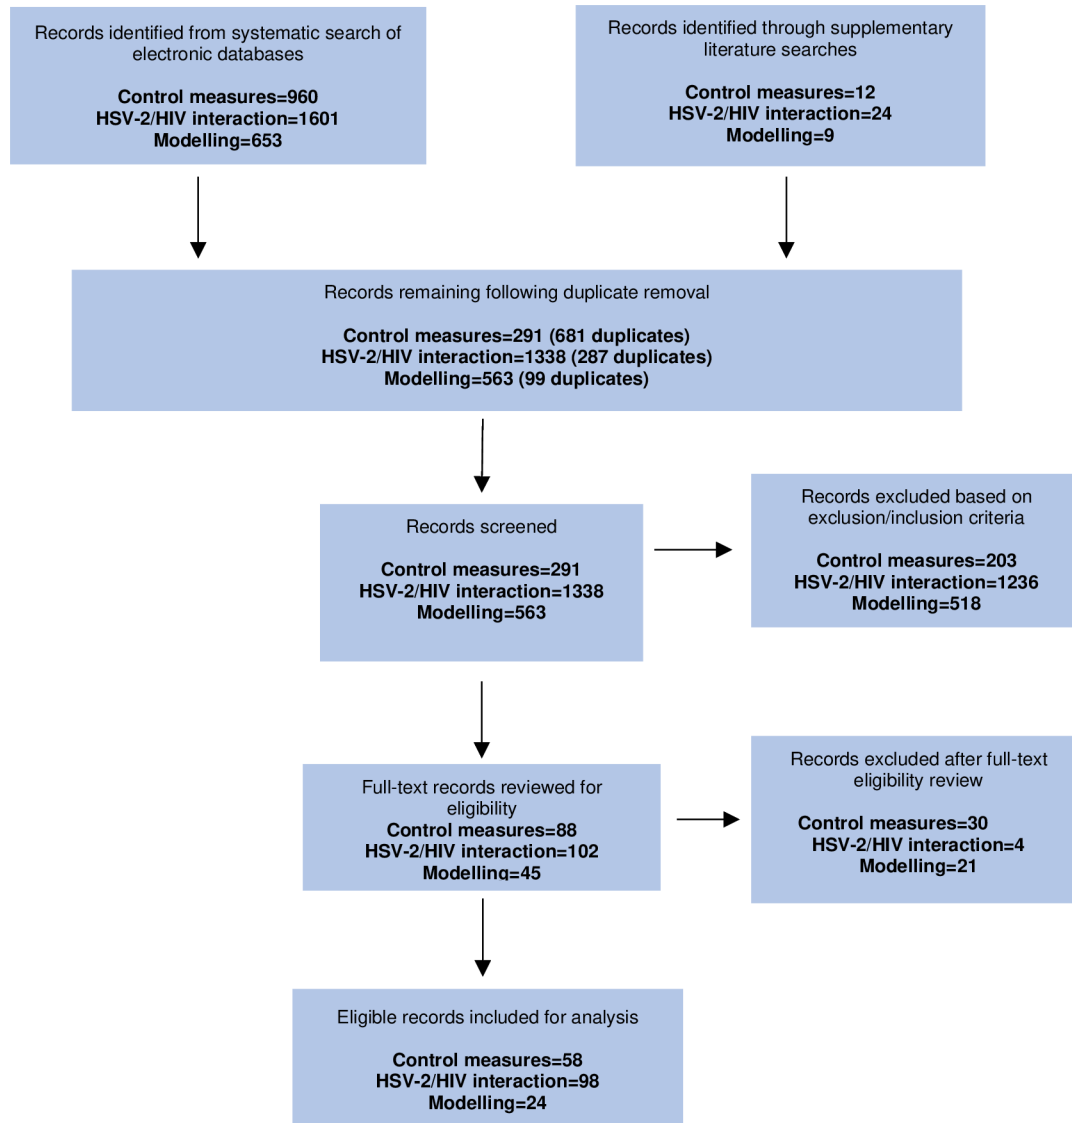 Records identified from systematic search of
electronic databases
Control measures=960
HSV-2/HIV interaction=1601
Modelling=653
Records identified through supplementary
literature searches
Control measures=12
HSV-2/HIV interaction=24
Modelling=9
Records remaining following duplicate removal
Control measures=291 (681 duplicates)
HSV-2/HIV interaction=1338 (287 duplicates)
Modelling=563 (99 duplicates)
Records screened
Control measures=291
HSV-2/HIV interaction=1338
Modelling=563
Records excluded based on
exclusion/inclusion criteria
Control measures=203
HSV-2/HIV interaction=1236
Modelling=518
Full-text records reviewed for
eligibility
Control measures=88
HSV-2/HIV interaction=102
Modelling=45
Records excluded after full-text
eligibility review
Control measures=30
HSV-2/HIV interaction=4
Modelling=21
Eligible records included for analysis
Control measures=58
HSV-2/HIV interaction=98
Modelling=24